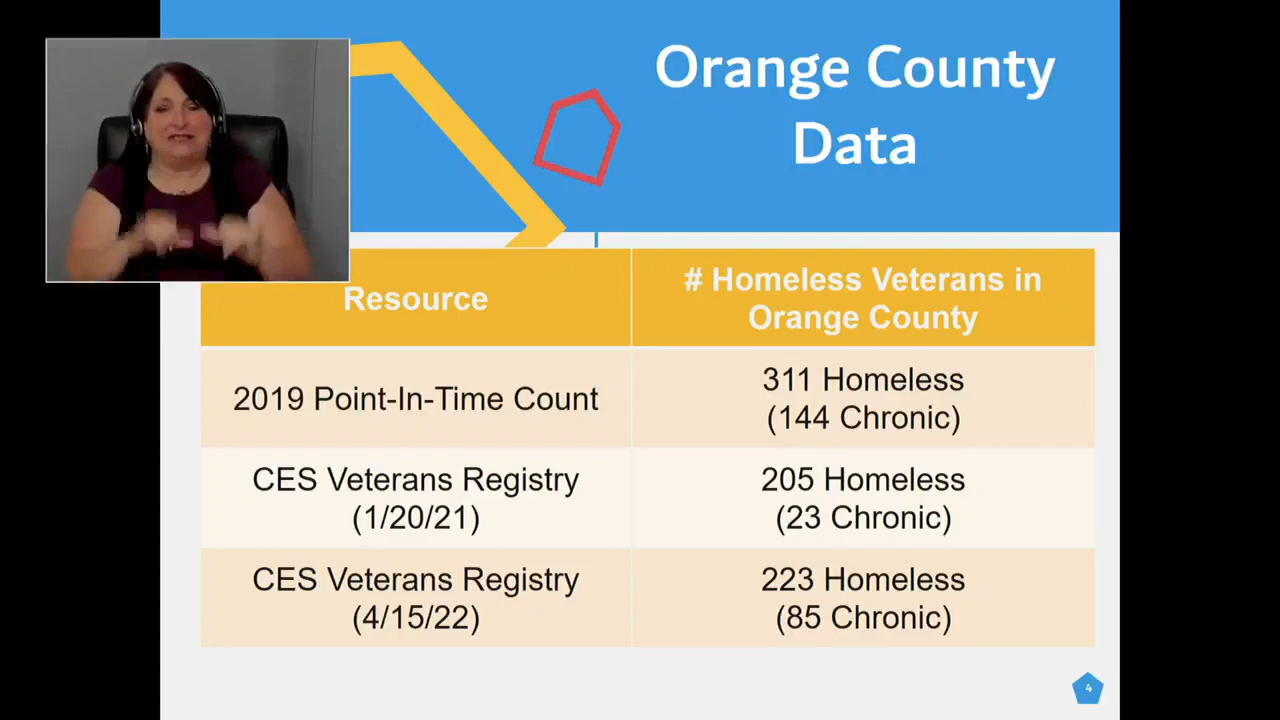 Orange County
Data
Resource
# Homeless Veterans in
Orange County
2019 Point-In-Time Count
311 Homeless
(144 Chronic)
CES Veterans Registry
(1/20/21)
205 Homeless
(23 Chronic)
CES Veterans Registry
(4/15/22)
223 Homeless
(85 Chronic)
4